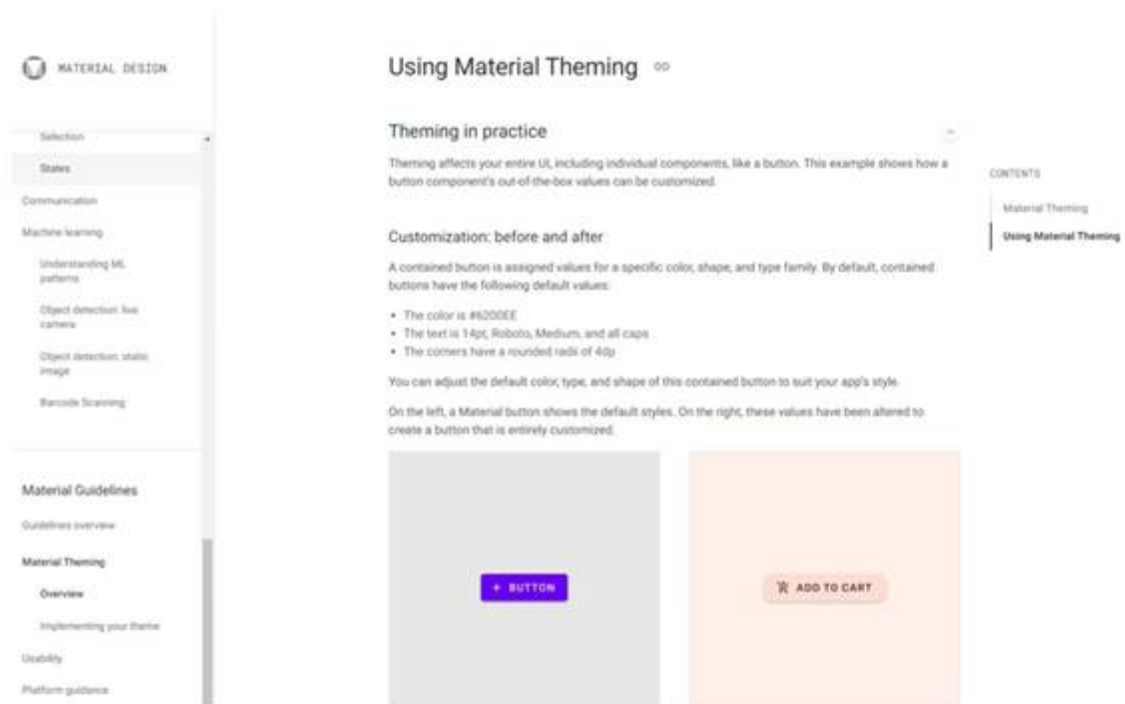 MATERIAL DESIGN
Selection
States
Communication
Machine learning
Understanding ML
patterns
Object detection: live
camera
Object detection: static
image
Barcode Scanning
Material Guidelines
Guidelines overview
Material Theming
Overview
Implementing your theme
Usability
Platform guidance
Using Material Theming
Theming in practice
Theming affects your entire UI, including individual components, like a button. This example shows how a
button component's out-of-the-box values can be customized.
Customization: before and after
A contained button is assigned values for a specific color, shape, and type family. By default, contained
buttons have the following default values:
• The color is #6200EE
• The text is 14pt, Roboto, Medium, and all caps
• The corners have a rounded radii of 4dp
You can adjust the default color, type, and shape of this contained button to suit your app's style.
On the left, a Material button shows the default styles. On the right, these values have been altered to
create a button that is entirely customized.
+ BUTTON
ADD TO CART
CONTENTS
Material Theming
Using Material Theming